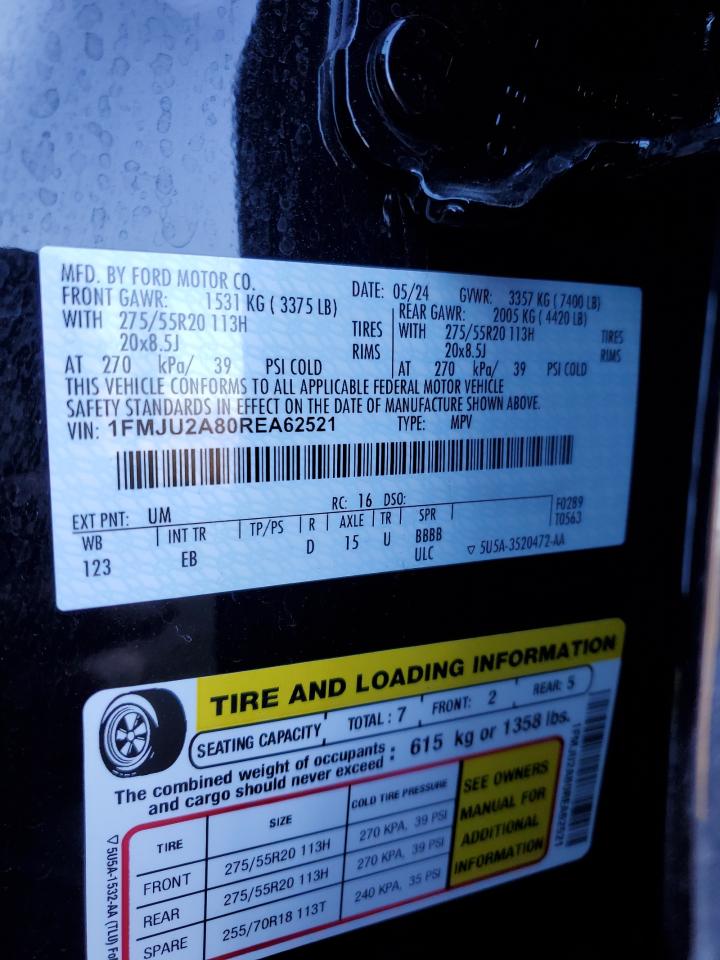 MFD. BY FORD MOTOR CO.
DATE: 05/24 GVWR: 3357 KG ( 7400 LB)
FRONT GAWR: 1531 KG ( 3375 LB) REAR GAWR: 2005 KG ( 4420 LB)
WITH 275/55R20 113H TIRES WITH 275/55R20 113H TIRES
20x8.5J RIMS 20x8.5J RIMS
AT 270 kPa/ 39 PSI COLD AT 270 kPa/ 39 PSI COLD
THIS VEHICLE CONFORMS TO ALL APPLICABLE FEDERAL MOTOR VEHICLE
SAFETY STANDARDS IN EFFECT ON THE DATE OF MANUFACTURE SHOWN ABOVE.
VIN: 1FMJU2A80REA62521 TYPE: MPV
EXT PNT: UM RC: 16 DSO: F0289
WB INT TR TP/PS R AXLE TR SPR T0563
123 EB D 15 U BBBB
ULC ▽ 5U5A-3520472-AA
TIRE AND LOADING INFORMATION
SEATING CAPACITY TOTAL : 7 FRONT: 2 REAR: 5
The combined weight of occupants and cargo should never exceed : 615 kg or 1358 lbs.
TIRE SIZE COLD TIRE PRESSURE
FRONT 275/55R20 113H 270 KPA, 39 PSI
REAR 275/55R20 113H 270 KPA, 39 PSI
SPARE 255/70R18 113T 240 KPA, 35 PSI
SEE OWNERS
MANUAL FOR
ADDITIONAL
INFORMATION
1FMJU2A80REA62521
▽ 5U5A-1532-AA (TLU)